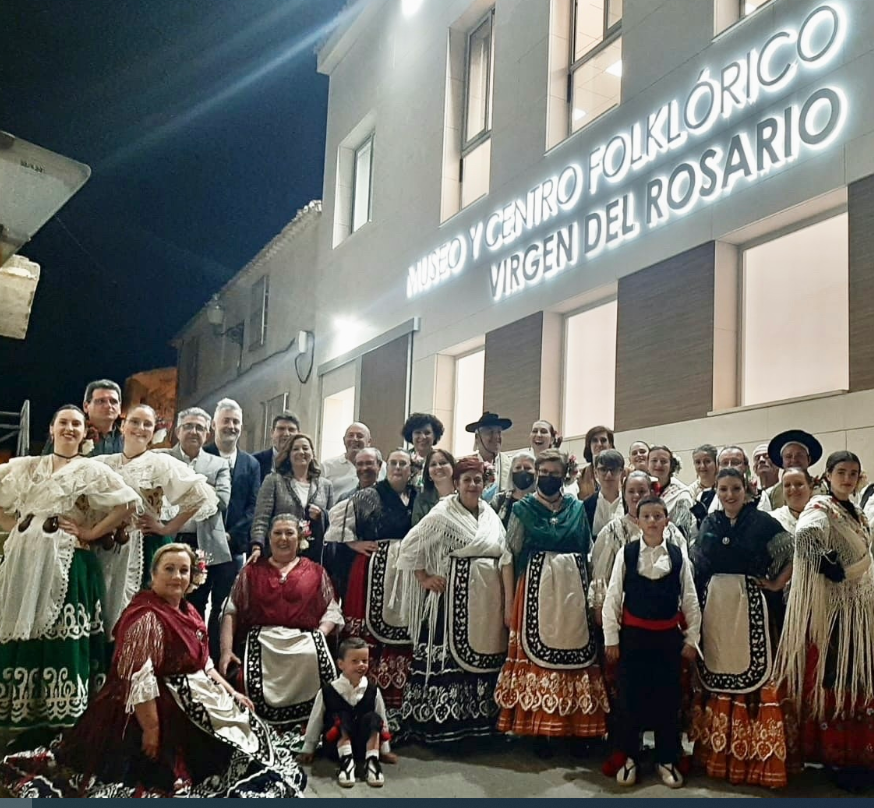 MUSEO Y CENTRO FOLKLÓRICO
VIRGEN DEL ROSARIO